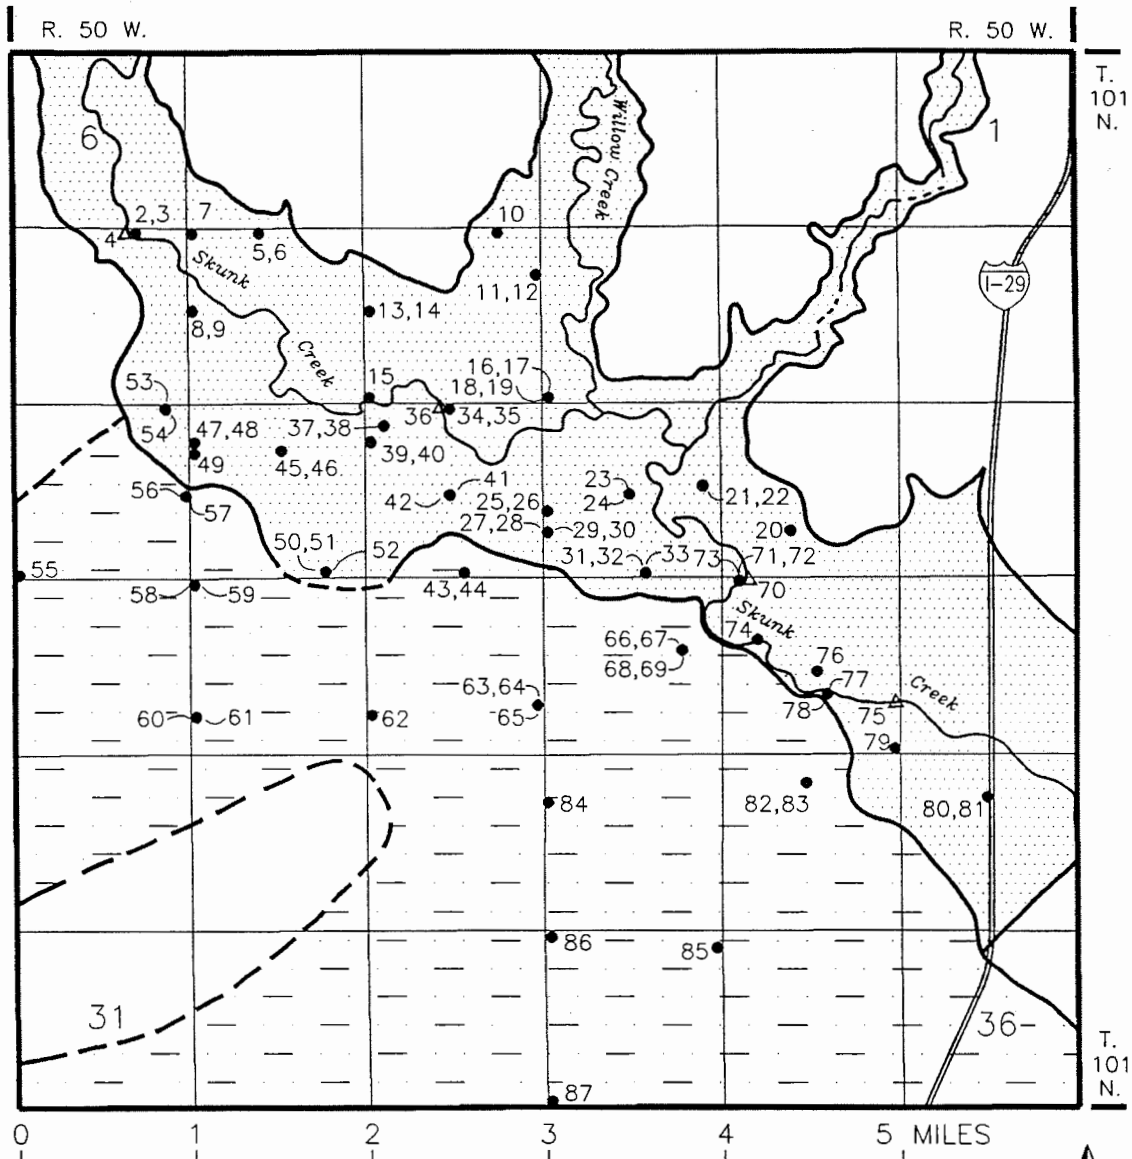 R. 50 W. R. 50 W.
T.
101
N.
6 1
Willow Creek
2,3 7 10
4 5,6
Skunk
11,12
I-29
8,9 13,14
Creek
15 16,17
53 18,19
36 34,35
54 47,48 37,38
49 45,46 39,40
41 23 21,22
56 42 25,26 24
57 27,28 29,30 20
50,51 52 31,32 33 73 71,72
55 43,44 70
58 59
Skunk
74
66,67 76
68,69
63,64 77 Creek
60 61 62 65 78 75
79
84 82,83 80,81
86 85
31 36
87
T.
101
N.
0 1 2 3 4 5 MILES